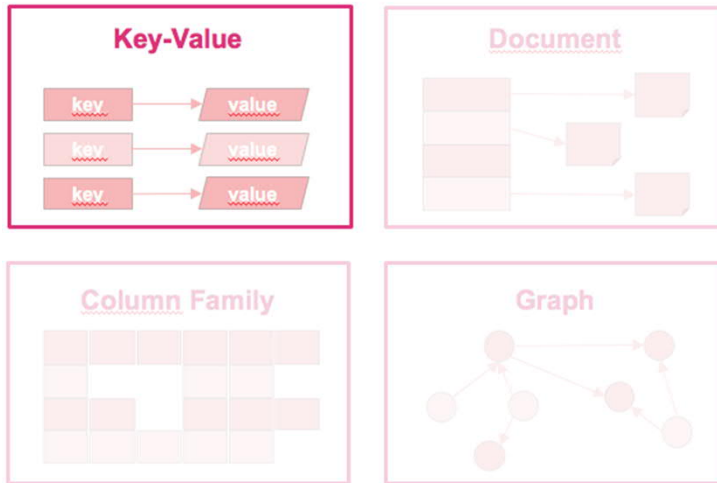 Key-Value
key value
key value
key value
Document
Column Family
Graph